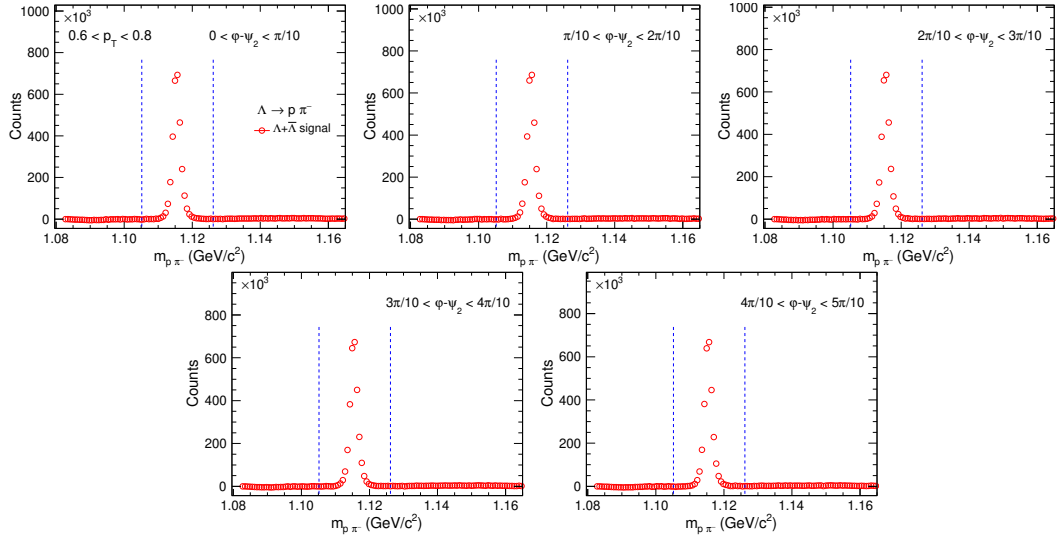 ×10³
1000
800
600
400
200
0
Counts
0.6 < p_T < 0.8
0 < φ-ψ₂ < π/10
Λ → p π⁻
Λ+Λ̅ signal
1.08 1.10 1.12 1.14 1.16
m_{p π⁻} (GeV/c²)
×10³
1000
800
600
400
200
0
Counts
π/10 < φ-ψ₂ < 2π/10
1.08 1.10 1.12 1.14 1.16
m_{p π⁻} (GeV/c²)
×10³
1000
800
600
400
200
0
Counts
2π/10 < φ-ψ₂ < 3π/10
1.08 1.10 1.12 1.14 1.16
m_{p π⁻} (GeV/c²)
×10³
800
600
400
200
0
Counts
3π/10 < φ-ψ₂ < 4π/10
1.08 1.10 1.12 1.14 1.16
m_{p π⁻} (GeV/c²)
×10³
800
600
400
200
0
Counts
4π/10 < φ-ψ₂ < 5π/10
1.08 1.10 1.12 1.14 1.16
m_{p π⁻} (GeV/c²)